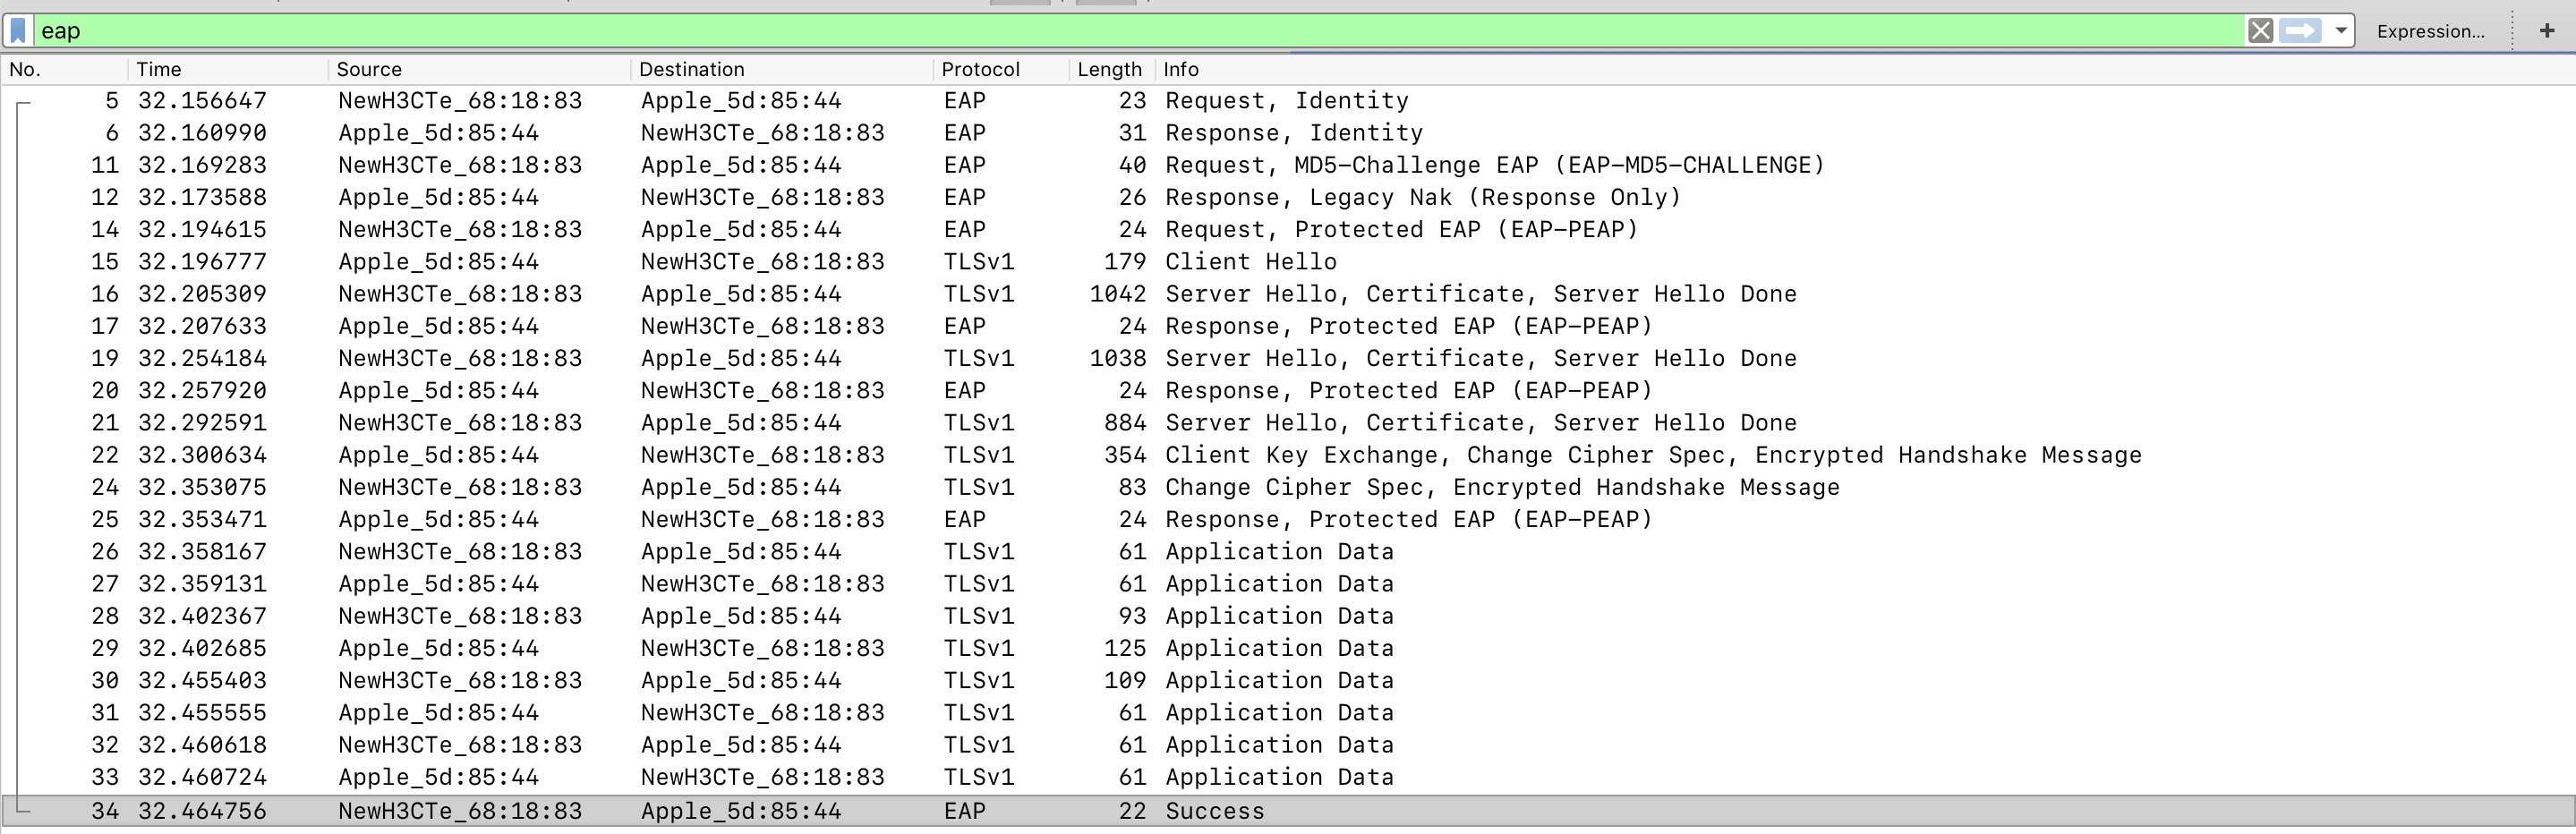 eap Expression... +
No. Time Source Destination Protocol Length Info
5 32.156647 NewH3CTe_68:18:83 Apple_5d:85:44 EAP 23 Request, Identity
6 32.160990 Apple_5d:85:44 NewH3CTe_68:18:83 EAP 31 Response, Identity
11 32.169283 NewH3CTe_68:18:83 Apple_5d:85:44 EAP 40 Request, MD5-Challenge EAP (EAP-MD5-CHALLENGE)
12 32.173588 Apple_5d:85:44 NewH3CTe_68:18:83 EAP 26 Response, Legacy Nak (Response Only)
14 32.194615 NewH3CTe_68:18:83 Apple_5d:85:44 EAP 24 Request, Protected EAP (EAP-PEAP)
15 32.196777 Apple_5d:85:44 NewH3CTe_68:18:83 TLSv1 179 Client Hello
16 32.205309 NewH3CTe_68:18:83 Apple_5d:85:44 TLSv1 1042 Server Hello, Certificate, Server Hello Done
17 32.207633 Apple_5d:85:44 NewH3CTe_68:18:83 EAP 24 Response, Protected EAP (EAP-PEAP)
19 32.254184 NewH3CTe_68:18:83 Apple_5d:85:44 TLSv1 1038 Server Hello, Certificate, Server Hello Done
20 32.257920 Apple_5d:85:44 NewH3CTe_68:18:83 EAP 24 Response, Protected EAP (EAP-PEAP)
21 32.292591 NewH3CTe_68:18:83 Apple_5d:85:44 TLSv1 884 Server Hello, Certificate, Server Hello Done
22 32.300634 Apple_5d:85:44 NewH3CTe_68:18:83 TLSv1 354 Client Key Exchange, Change Cipher Spec, Encrypted Handshake Message
24 32.353075 NewH3CTe_68:18:83 Apple_5d:85:44 TLSv1 83 Change Cipher Spec, Encrypted Handshake Message
25 32.353471 Apple_5d:85:44 NewH3CTe_68:18:83 EAP 24 Response, Protected EAP (EAP-PEAP)
26 32.358167 NewH3CTe_68:18:83 Apple_5d:85:44 TLSv1 61 Application Data
27 32.359131 Apple_5d:85:44 NewH3CTe_68:18:83 TLSv1 61 Application Data
28 32.402367 NewH3CTe_68:18:83 Apple_5d:85:44 TLSv1 93 Application Data
29 32.402685 Apple_5d:85:44 NewH3CTe_68:18:83 TLSv1 125 Application Data
30 32.455403 NewH3CTe_68:18:83 Apple_5d:85:44 TLSv1 109 Application Data
31 32.455555 Apple_5d:85:44 NewH3CTe_68:18:83 TLSv1 61 Application Data
32 32.460618 NewH3CTe_68:18:83 Apple_5d:85:44 TLSv1 61 Application Data
33 32.460724 Apple_5d:85:44 NewH3CTe_68:18:83 TLSv1 61 Application Data
34 32.464756 NewH3CTe_68:18:83 Apple_5d:85:44 EAP 22 Success